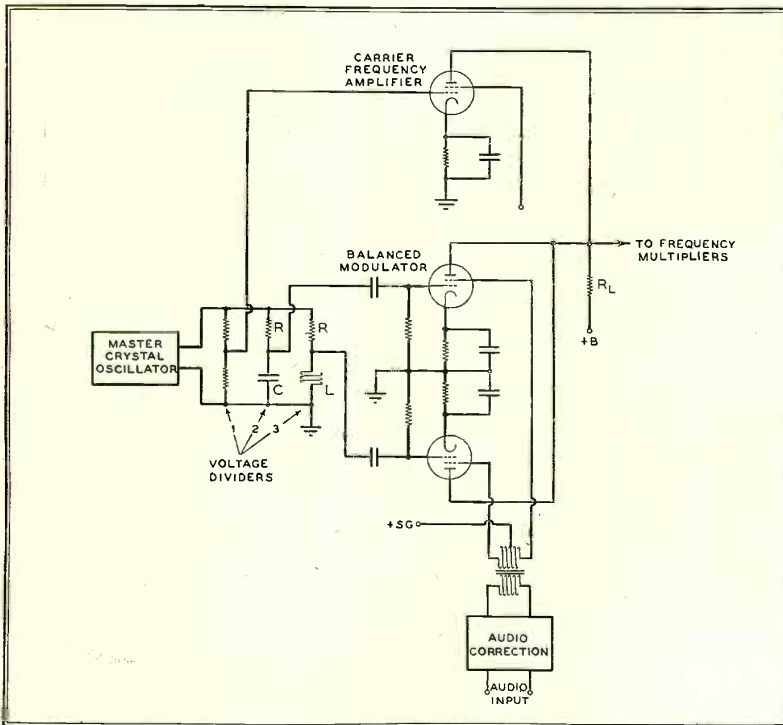 CARRIER
FREQUENCY
AMPLIFIER
TO FREQUENCY
MULTIPLIERS
BALANCED
MODULATOR
RL
+B
MASTER
CRYSTAL
OSCILLATOR
R
R
C
L
1 2 3
VOLTAGE
DIVIDERS
+SG
AUDIO
CORRECTION
AUDIO
INPUT